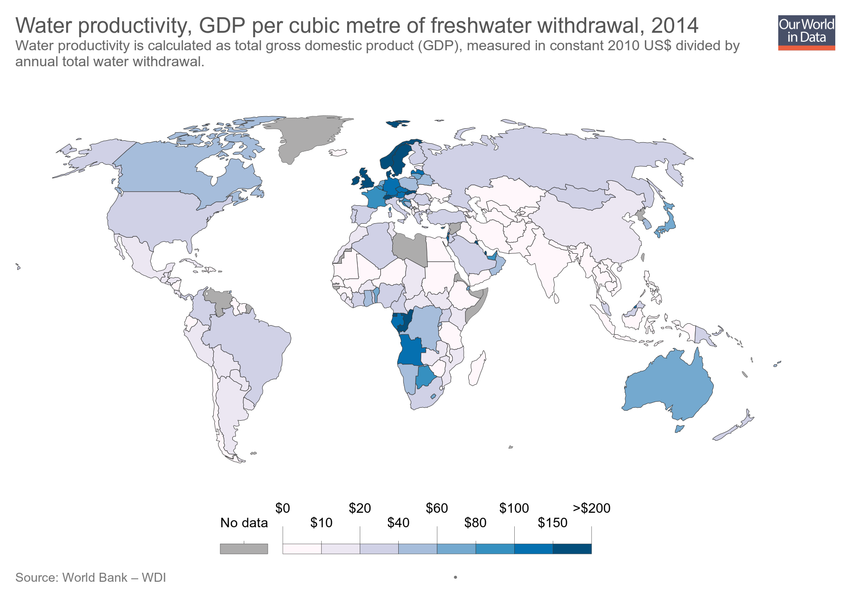 Water productivity, GDP per cubic metre of freshwater withdrawal, 2014
Our World
in Data
Water productivity is calculated as total gross domestic product (GDP), measured in constant 2010 US$ divided by
annual total water withdrawal.
$0 $20 $60 $100 >$200
No data $10 $40 $80 $150
Source: World Bank – WDI